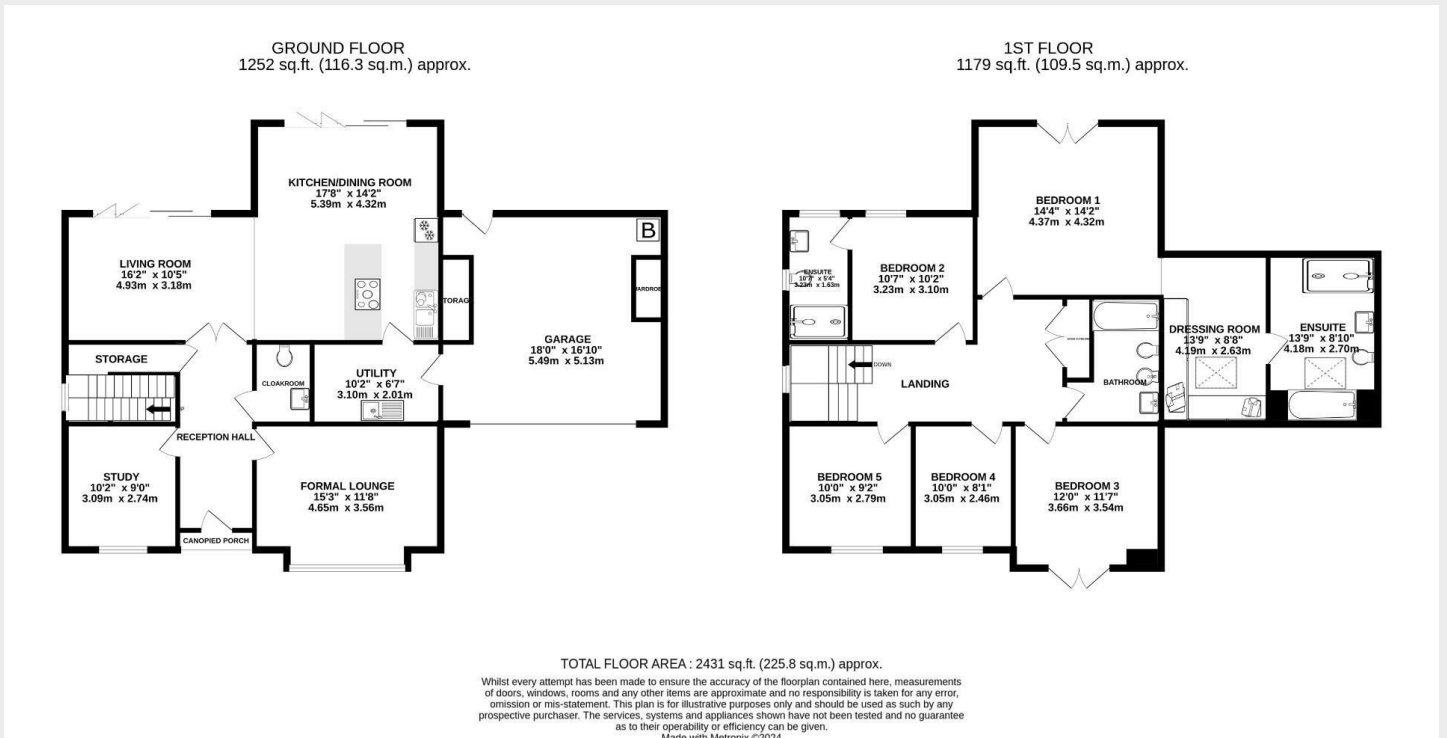 GROUND FLOOR
1252 sq.ft. (116.3 sq.m.) approx.
KITCHEN/DINING ROOM
17'8" x 14'2"
5.39m x 4.32m
LIVING ROOM
16'2" x 10'5"
4.93m x 3.18m
B
GARAGE
18'0" x 16'10"
5.49m x 5.13m
STORAGE
CLOAKROOM
UTILITY
10'2" x 6'7"
3.10m x 2.01m
RECEPTION HALL
STUDY
10'2" x 9'0"
3.09m x 2.74m
FORMAL LOUNGE
15'3" x 11'8"
4.65m x 3.56m
CANOPIED PORCH
1ST FLOOR
1179 sq.ft. (109.5 sq.m.) approx.
BEDROOM 1
14'4" x 14'2"
4.37m x 4.32m
ENSUITE
10'7" x 5'4"
3.23m x 1.63m
BEDROOM 2
10'7" x 10'2"
3.23m x 3.10m
DRESSING ROOM
13'9" x 8'8"
4.19m x 2.63m
ENSUITE
13'9" x 8'10"
4.18m x 2.70m
DOWN
LANDING
BATHROOM
BEDROOM 5
10'0" x 9'2"
3.05m x 2.79m
BEDROOM 4
10'0" x 8'1"
3.05m x 2.46m
BEDROOM 3
12'0" x 11'7"
3.66m x 3.54m
TOTAL FLOOR AREA : 2431 sq.ft. (225.8 sq.m.) approx.
Whilst every attempt has been made to ensure the accuracy of the floorplan contained here, measurements
of doors, windows, rooms and any other items are approximate and no responsibility is taken for any error,
omission or mis-statement. This plan is for illustrative purposes only and should be used as such by any
prospective purchaser. The services, systems and appliances shown have not been tested and no guarantee
as to their operability or efficiency can be given.
Made with Metropix ©2024